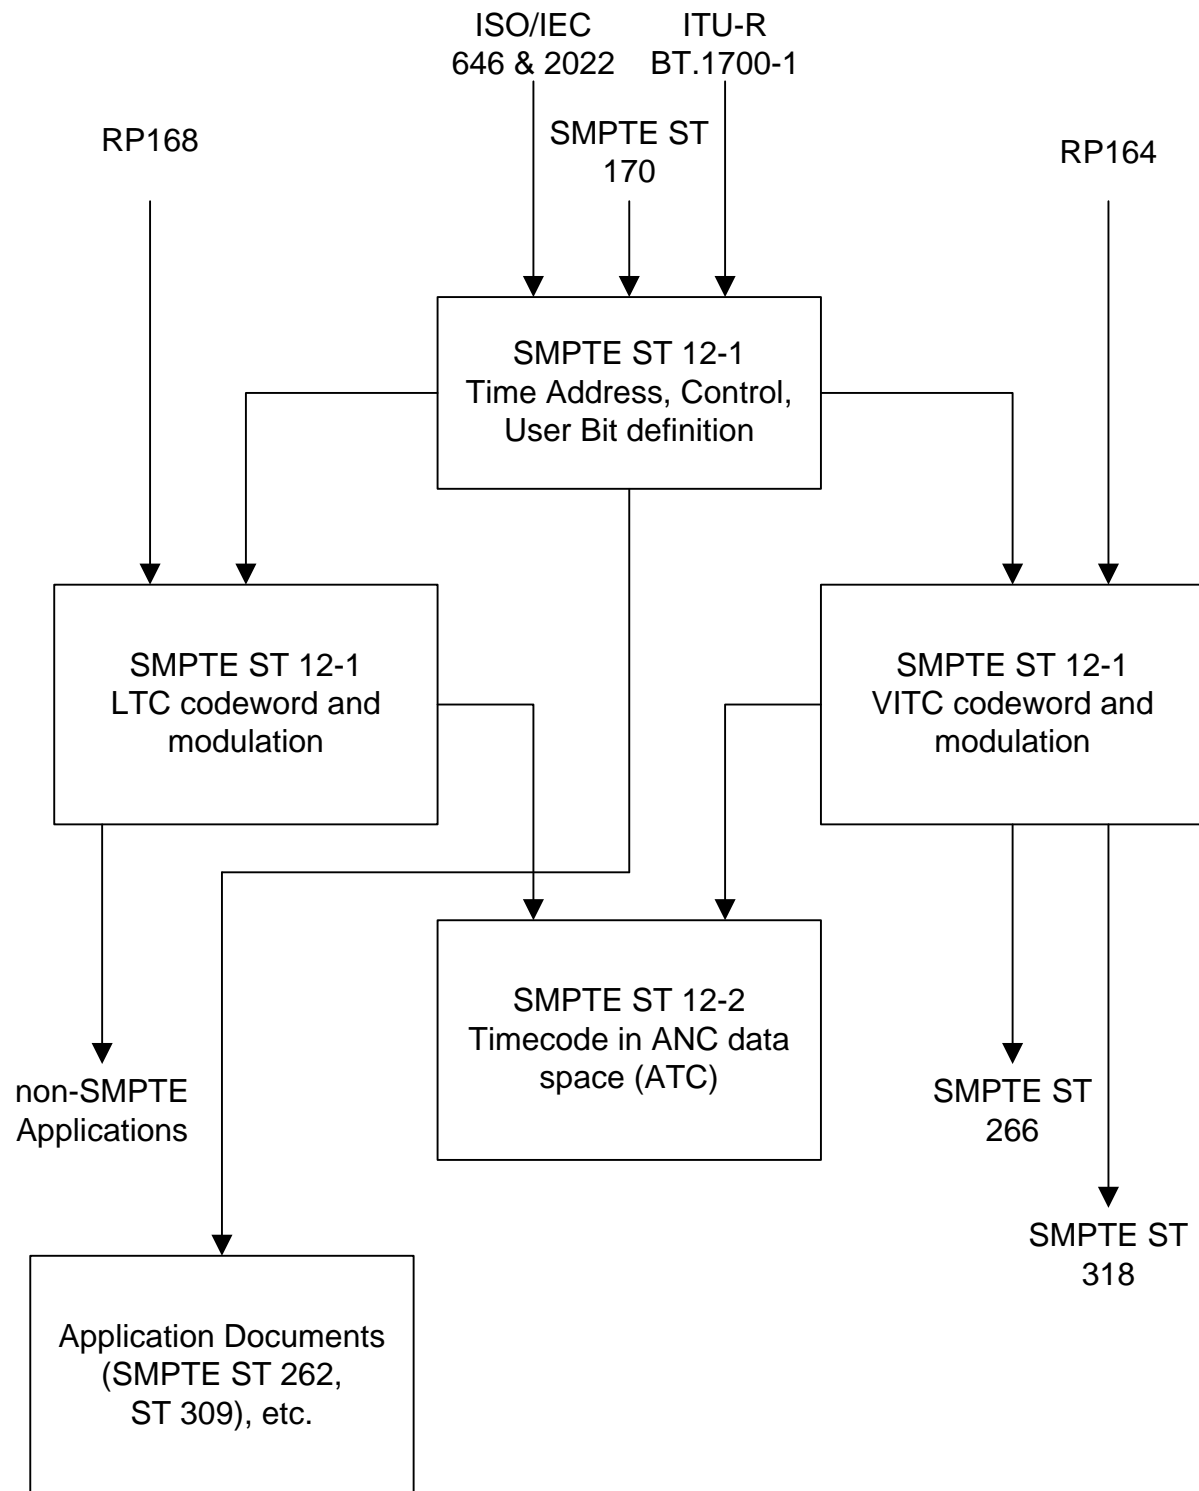 ISO/IEC
646 & 2022
ITU-R
BT.1700-1
SMPTE ST
170
RP168
RP164
SMPTE ST 12-1
Time Address, Control,
User Bit definition
SMPTE ST 12-1
LTC codeword and
modulation
SMPTE ST 12-1
VITC codeword and
modulation
SMPTE ST 12-2
Timecode in ANC data
space (ATC)
non-SMPTE
Applications
SMPTE ST
266
SMPTE ST
318
Application Documents
(SMPTE ST 262,
ST 309), etc.